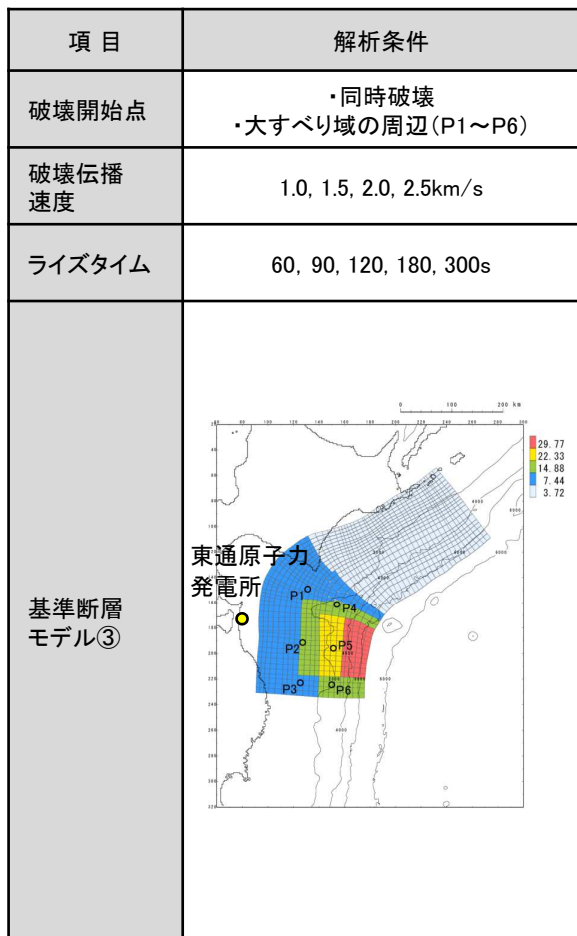 項 目
解析条件
破壊開始点
・同時破壊
・大すべり域の周辺(P1～P6)
破壊伝播
速度
1.0, 1.5, 2.0, 2.5km/s
ライズタイム
60, 90, 120, 180, 300s
基準断層
モデル③
0 100 200 km
29.77
22.33
14.88
7.44
3.72
東通原子力
発電所
P1
P4
P2
P5
P3
P6